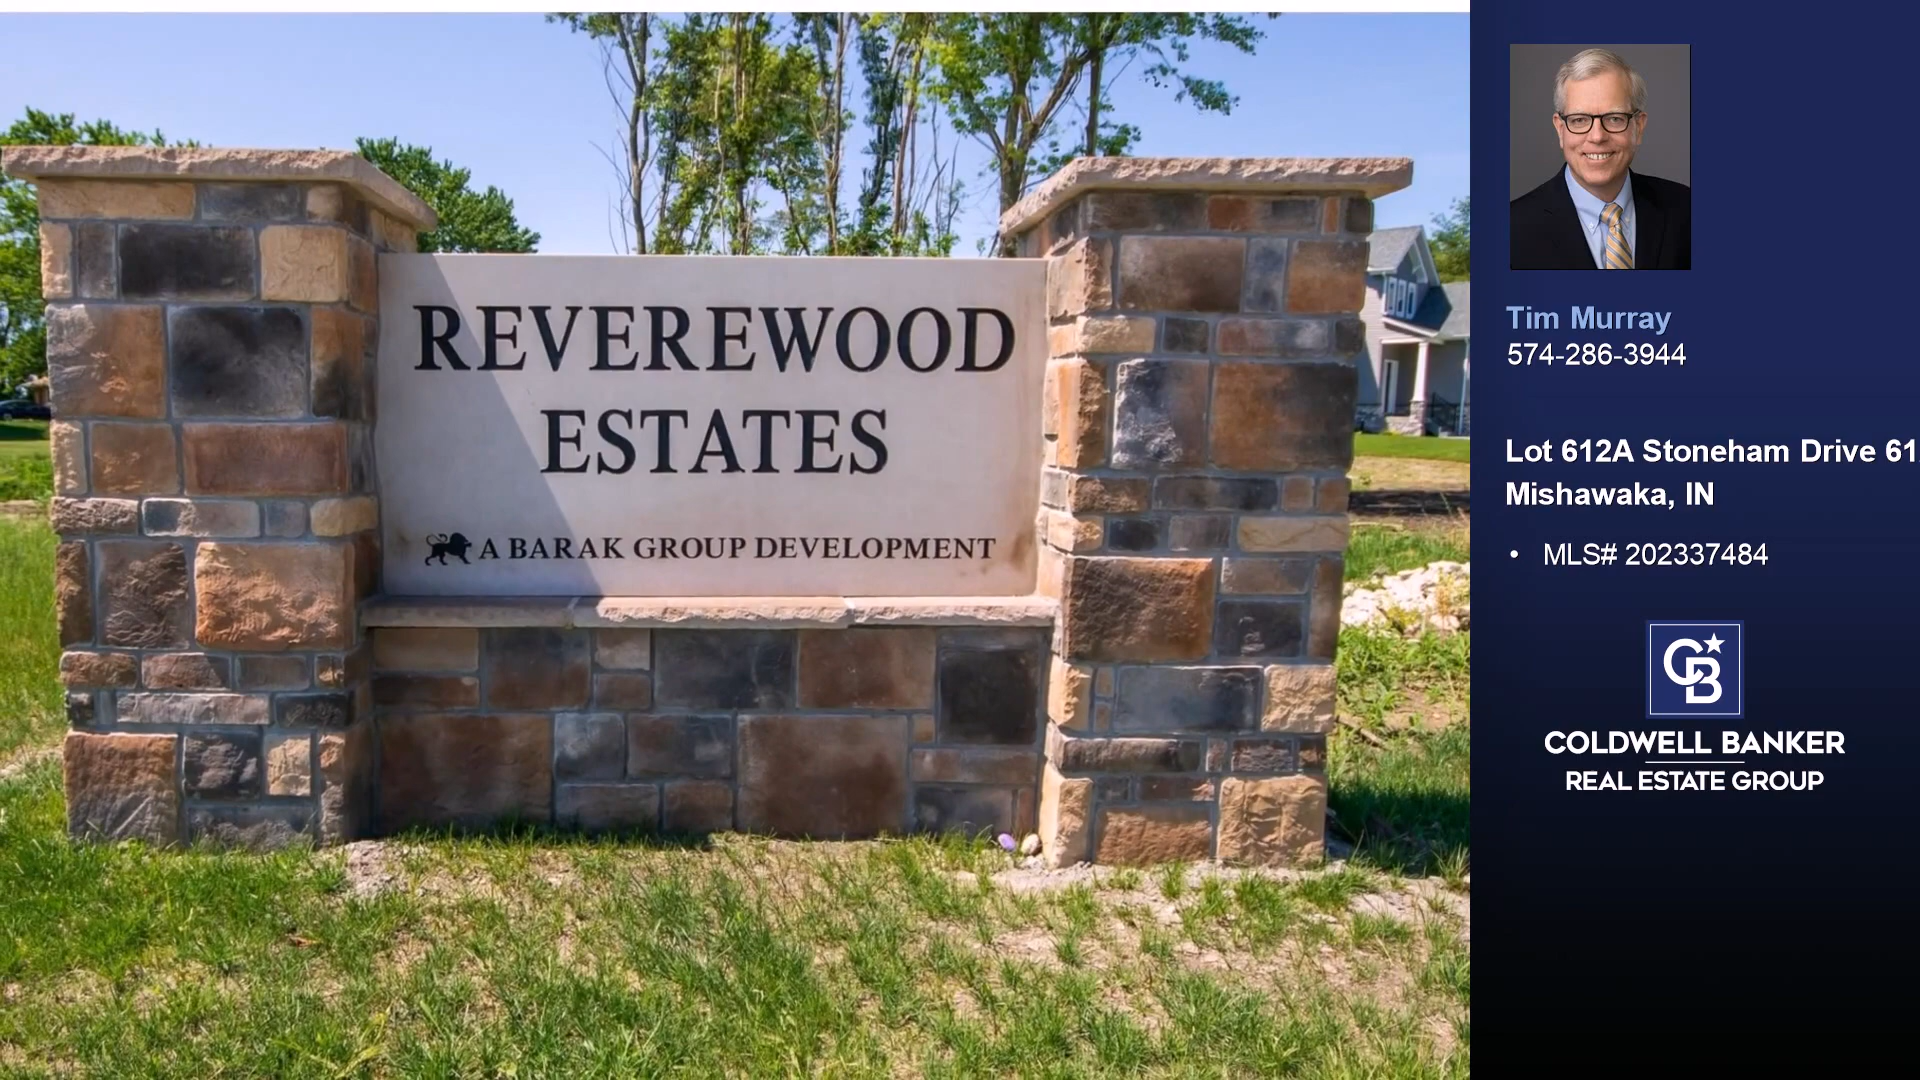 REVEREWOOD
ESTATES
A BARAK GROUP DEVELOPMENT
Tim Murray
574-286-3944
Lot 612A Stoneham Drive 61
Mishawaka, IN
• MLS# 202337484
CB
COLDWELL BANKER
REAL ESTATE GROUP